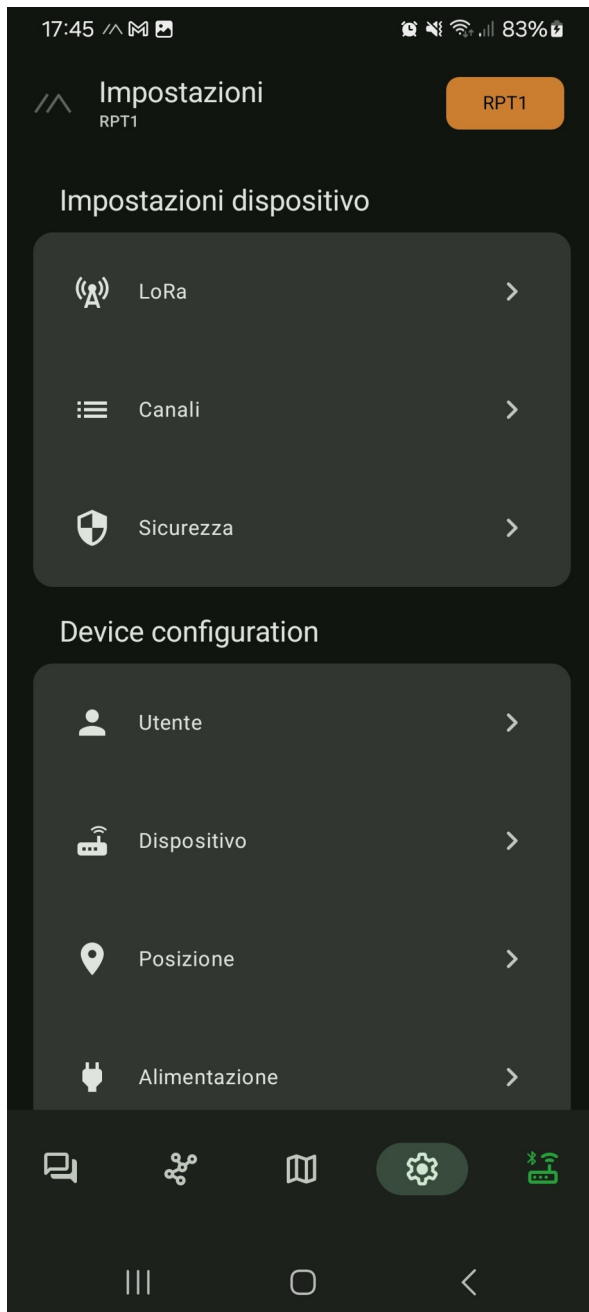 17:45
83%
Impostazioni
RPT1
RPT1
Impostazioni dispositivo
LoRa
Canali
Sicurezza
Device configuration
Utente
Dispositivo
Posizione
Alimentazione